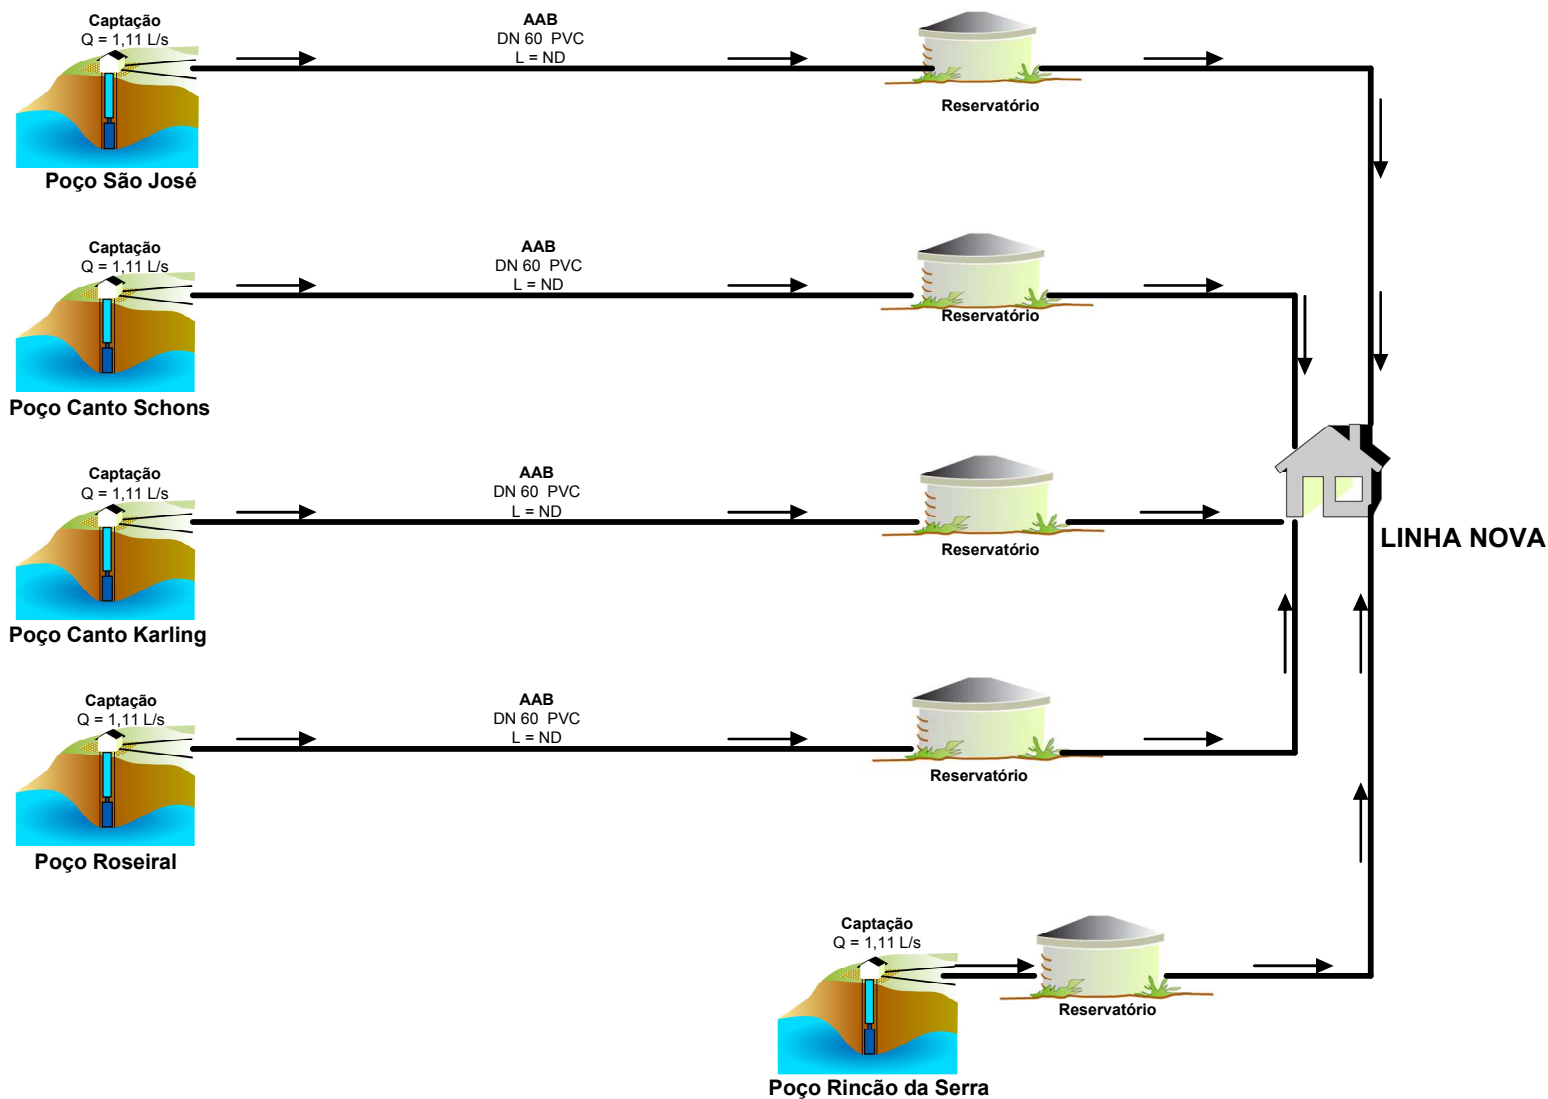 Captação
Q = 1,11 L/s
AAB
DN 60 PVC
L = ND
Reservatório
Poço São José
Captação
Q = 1,11 L/s
AAB
DN 60 PVC
L = ND
Reservatório
Poço Canto Schons
Captação
Q = 1,11 L/s
AAB
DN 60 PVC
L = ND
Reservatório
LINHA NOVA
Poço Canto Karling
Captação
Q = 1,11 L/s
AAB
DN 60 PVC
L = ND
Reservatório
Poço Roseiral
Captação
Q = 1,11 L/s
Reservatório
Poço Rincão da Serra